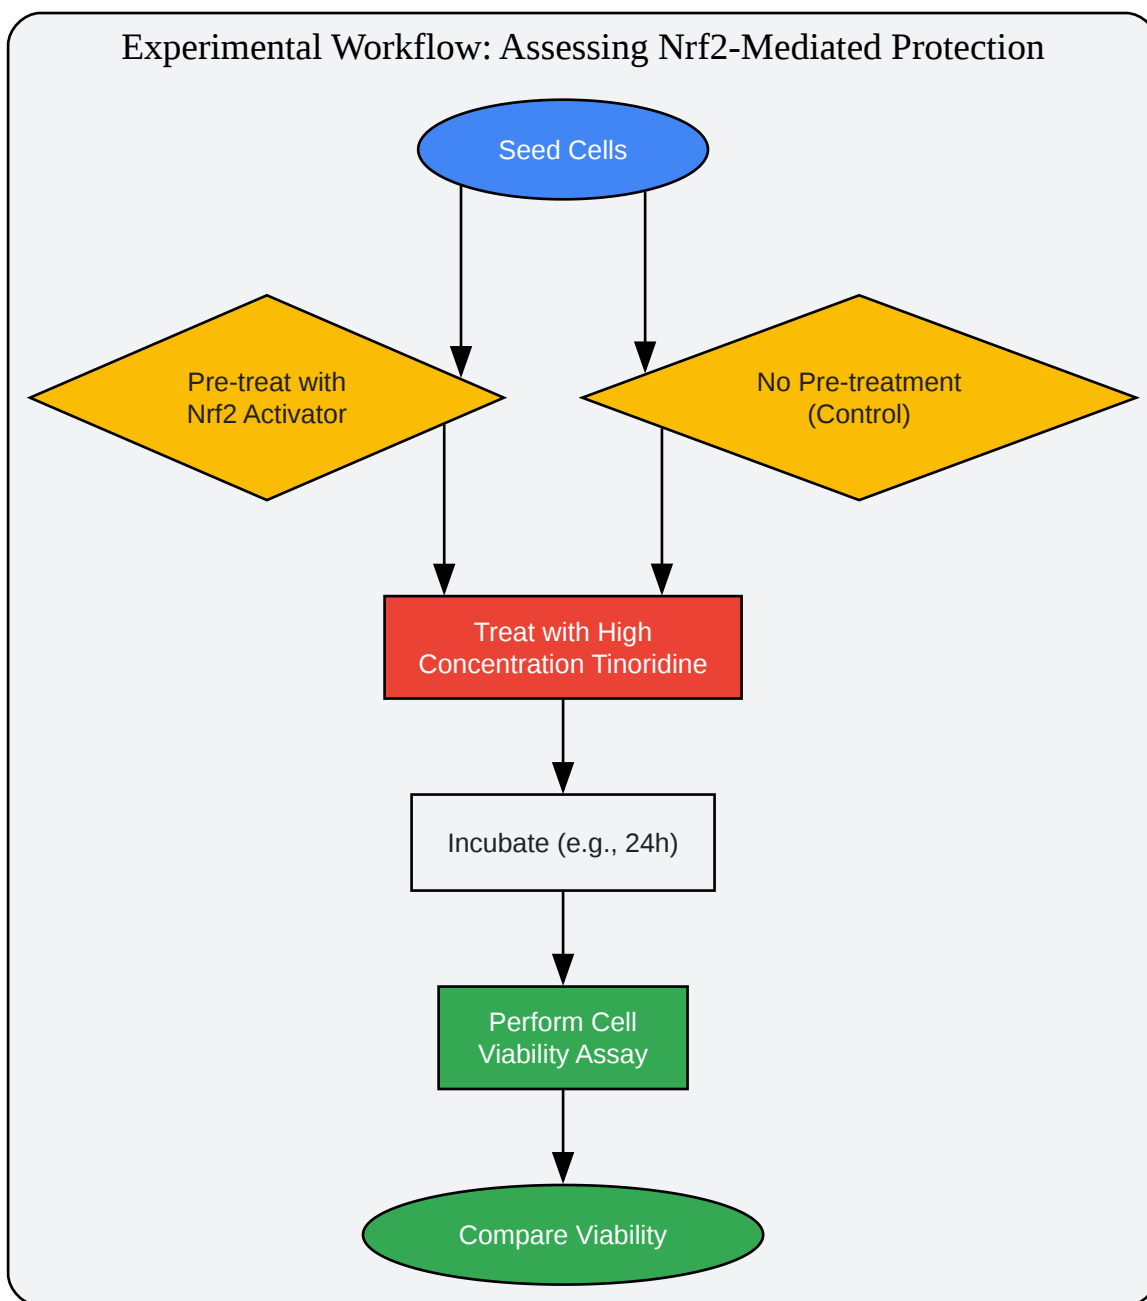 Experimental Workflow: Assessing Nrf2-Mediated Protection
Seed Cells
Pre-treat with
Nrf2 Activator
No Pre-treatment
(Control)
Treat with High
Concentration Tinoridine
Incubate (e.g., 24h)
Perform Cell
Viability Assay
Compare Viability